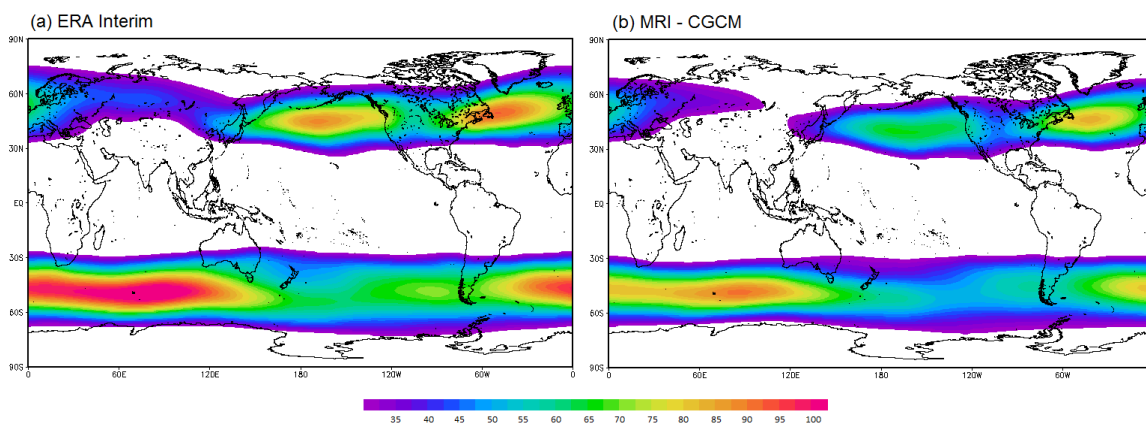 (a) ERA Interim
(b) MRI - CGCM
90N
60N
30N
EQ
30S
60S
90S
0 60E 120E 180 120W 60W 0
90N
60N
30N
EQ
30S
60S
90S
0 60E 120E 180 120W 60W
35 40 45 50 55 60 65 70 75 80 85 90 95 100